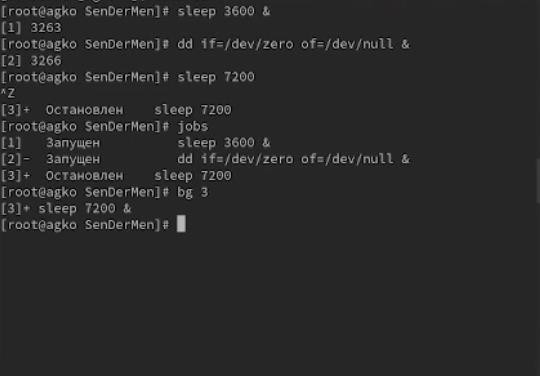 [root@agko SenDerMen]# sleep 3600 &
[1] 3263
[root@agko SenDerMen]# dd if=/dev/zero of=/dev/null &
[2] 3266
[root@agko SenDerMen]# sleep 7200
^Z
[3]+  Остановлен    sleep 7200
[root@agko SenDerMen]# jobs
[1]   Запущен          sleep 3600 &
[2]-  Запущен          dd if=/dev/zero of=/dev/null &
[3]+  Остановлен    sleep 7200
[root@agko SenDerMen]# bg 3
[3]+ sleep 7200 &
[root@agko SenDerMen]#